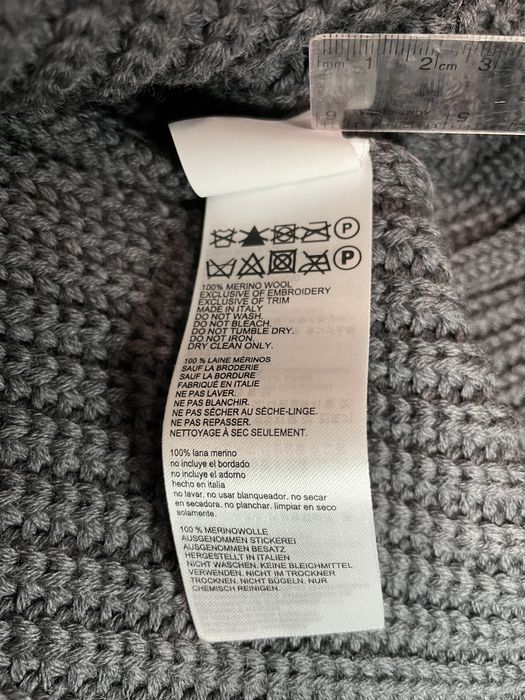 mm 1 2 cm 3
P
P
100% MERINO WOOL
EXCLUSIVE OF EMBROIDERY
EXCLUSIVE OF TRIM
MADE IN ITALY
DO NOT WASH.
DO NOT BLEACH.
DO NOT TUMBLE DRY.
DO NOT IRON.
DRY CLEAN ONLY.
100 % LAINE MÉRINOS
SAUF LA BRODERIE
SAUF LA BORDURE
FABRIQUÉ EN ITALIE
NE PAS LAVER.
NE PAS BLANCHIR.
NE PAS SÉCHER AU SÈCHE-LINGE.
NE PAS REPASSER.
NETTOYAGE À SEC SEULEMENT.
100% lana merino
no incluye el bordado
no incluye el adorno
hecho en Italia
no lavar. no usar blanqueador. no secar
en secadora. no planchar. limpiar en seco
solamente.
100 % MERINOWOLLE
AUSGENOMMEN STICKEREI
AUSGENOMMEN BESATZ
HERGESTELLT IN ITALIEN
NICHT WASCHEN. KEINE BLEICHMITTEL
VERWENDEN. NICHT IM TROCKNER
TROCKNEN. NICHT BÜGELN. NUR
CHEMISCH REINIGEN.